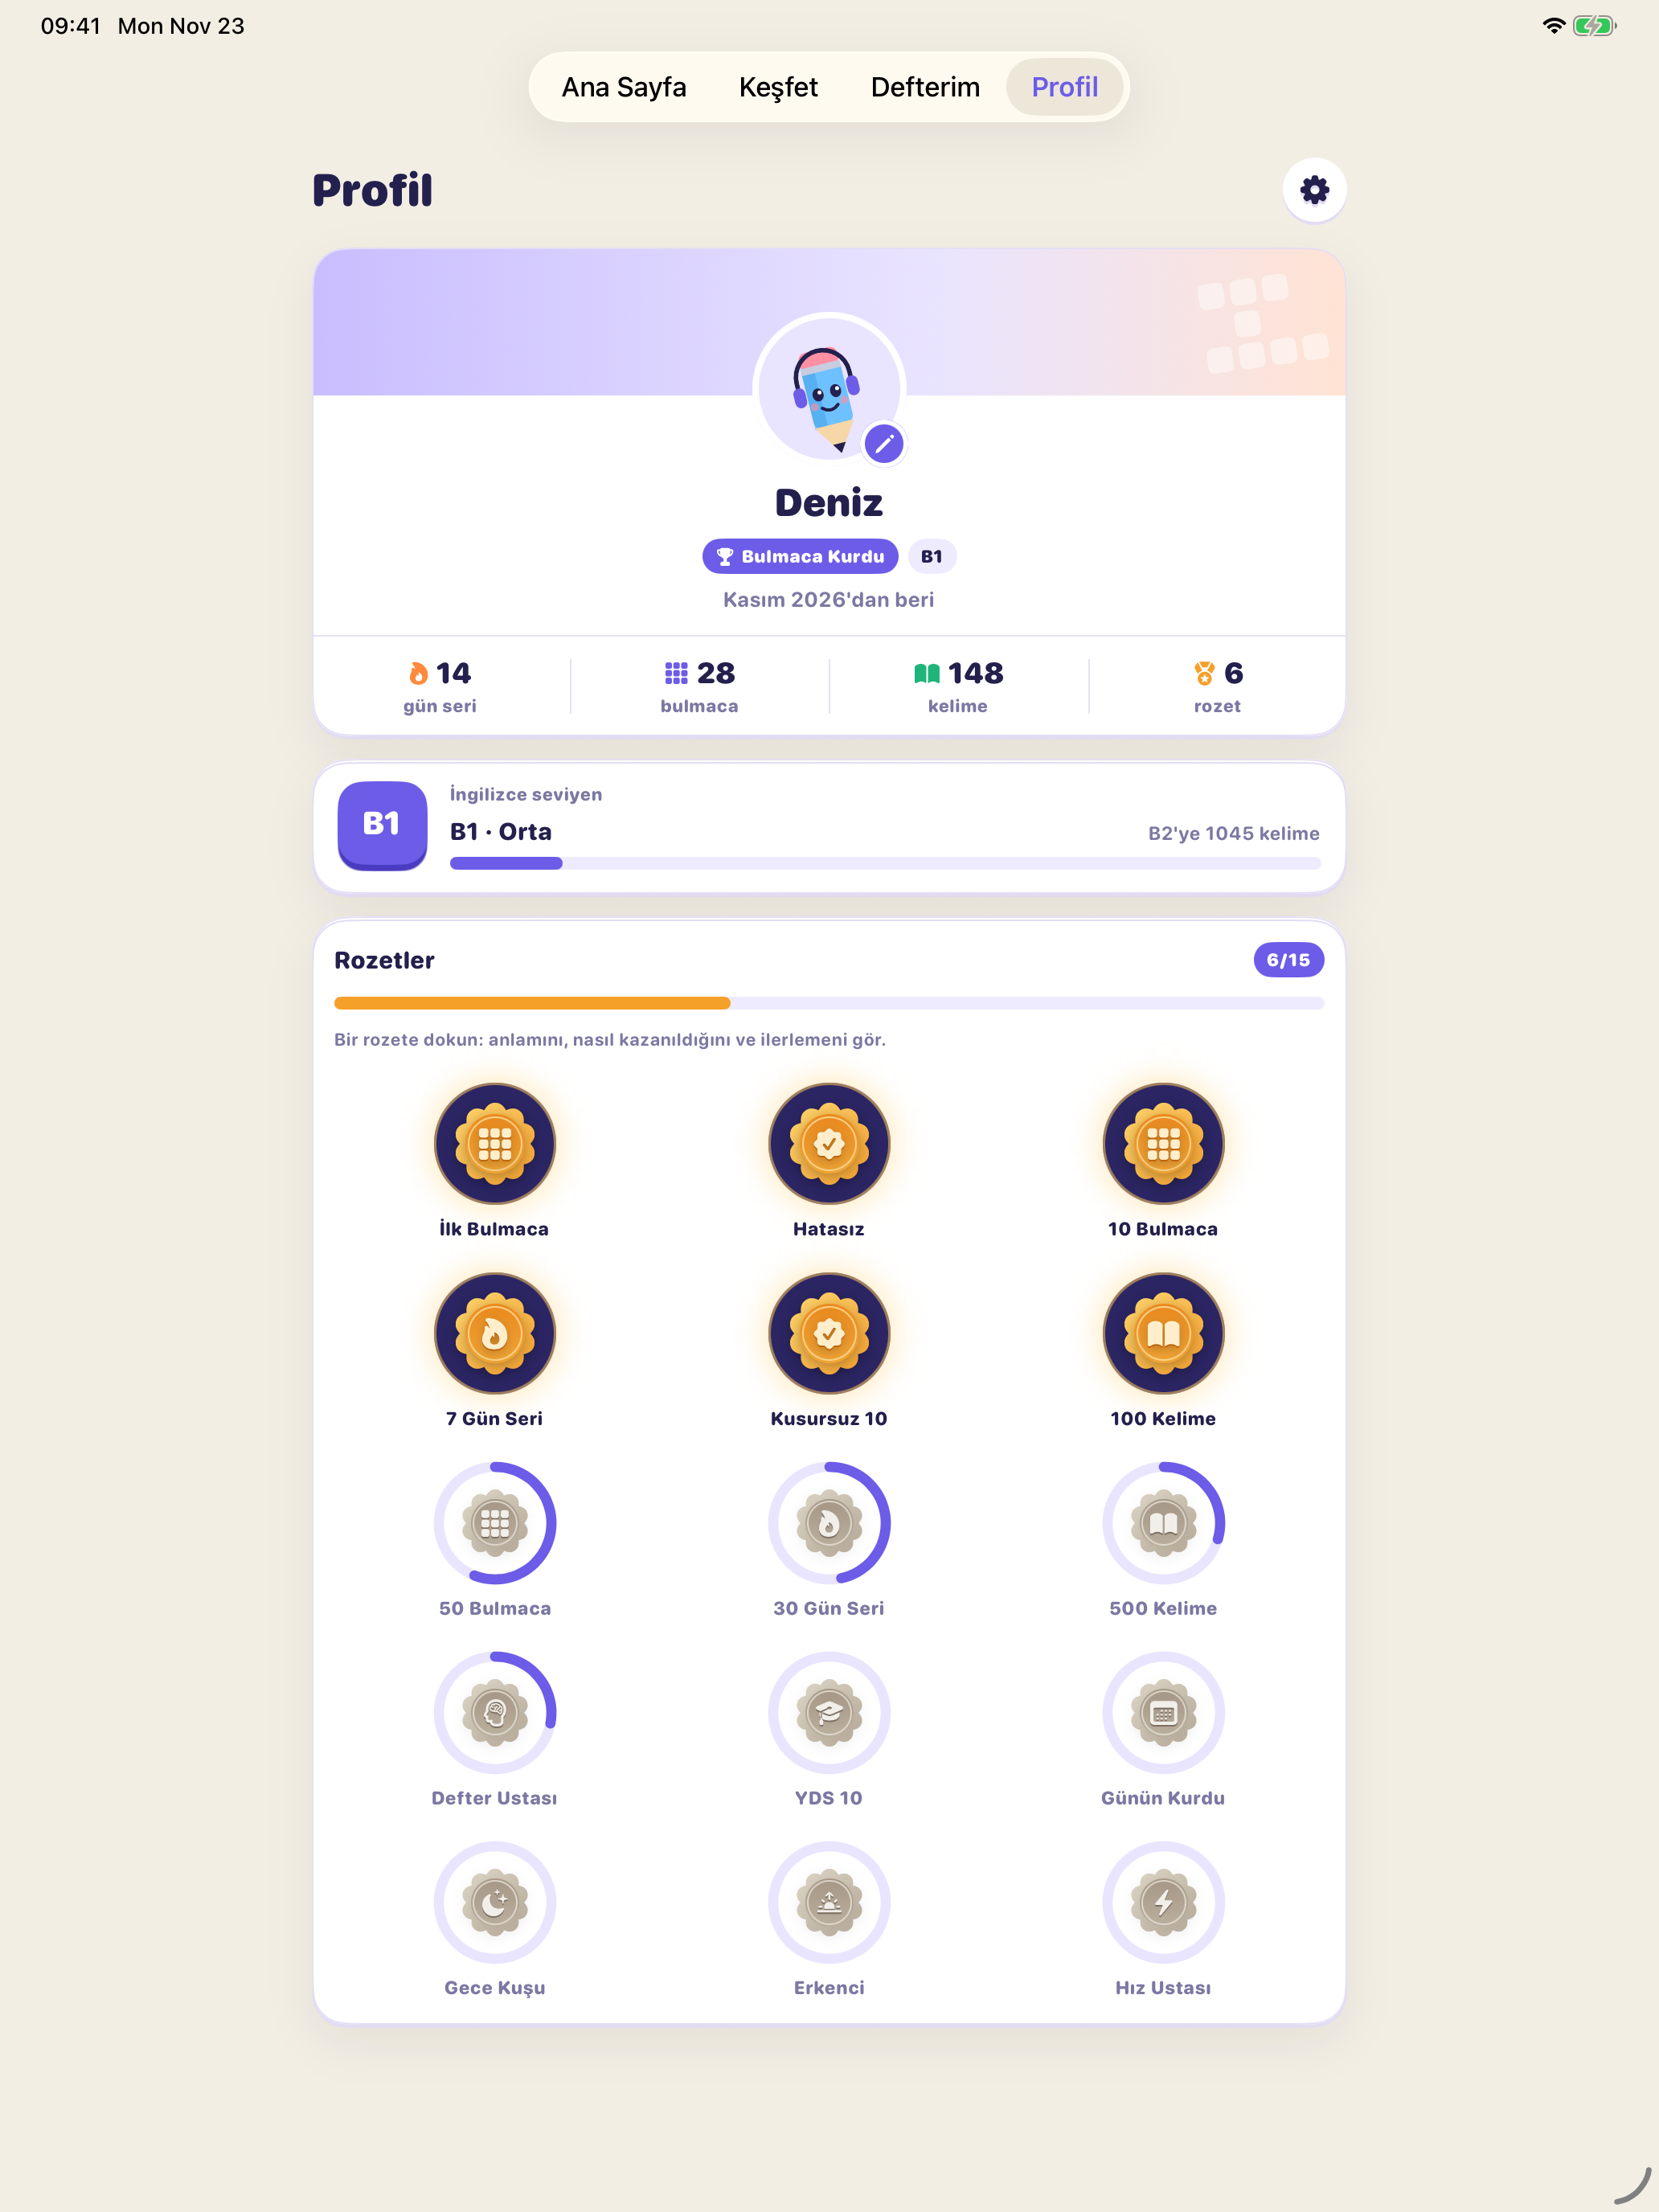 09:41 Mon Nov 23
Ana Sayfa Keşfet Defterim Profil
Profil
Deniz
Bulmaca Kurdu B1
Kasım 2026'dan beri
14 28 148 6
gün seri bulmaca kelime rozet
B1
İngilizce seviyen
B1 · Orta B2'ye 1045 kelime
Rozetler 6/15
Bir rozete dokun: anlamını, nasıl kazanıldığını ve ilerlemeni gör.
İlk Bulmaca Hatasız 10 Bulmaca
7 Gün Seri Kusursuz 10 100 Kelime
50 Bulmaca 30 Gün Seri 500 Kelime
Defter Ustası YDS 10 Günün Kurdu
Gece Kuşu Erkenci Hız Ustası